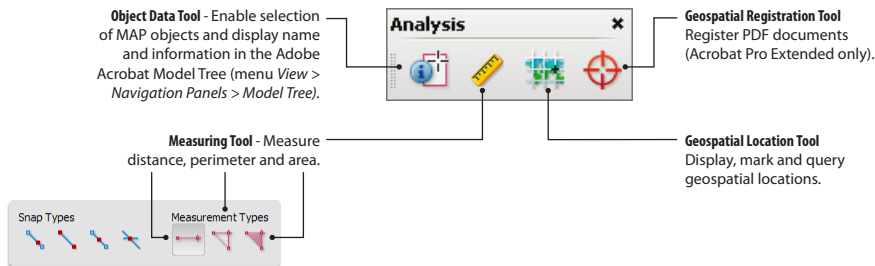 Object Data Tool - Enable selection
of MAP objects and display name
and information in the Adobe
Acrobat Model Tree (menu View >
Navigation Panels > Model Tree).
Analysis
Geospatial Registration Tool
Register PDF documents
(Acrobat Pro Extended only).
Measuring Tool - Measure
distance, perimeter and area.
Geospatial Location Tool
Display, mark and query
geospatial locations.
Snap Types
Measurement Types